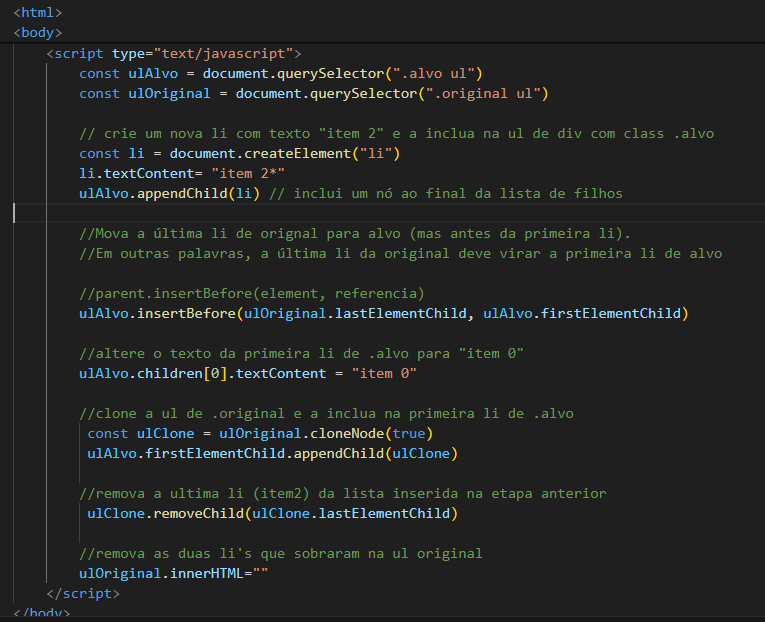 <html>
<body>
<script type="text/javascript">
const ulAlvo = document.querySelector(".alvo ul")
const ulOriginal = document.querySelector(".original ul")
// crie um nova li com texto "item 2" e a inclua na ul de div com class .alvo
const li = document.createElement("li")
li.textContent= "item 2*"
ulAlvo.appendChild(li) // inclui um nó ao final da lista de filhos
//Mova a última li de orignal para alvo (mas antes da primeira li).
//Em outras palavras, a última li da original deve virar a primeira li de alvo
//parent.insertBefore(element, referencia)
ulAlvo.insertBefore(ulOriginal.lastElementChild, ulAlvo.firstElementChild)
//altere o texto da primeira li de .alvo para "item 0"
ulAlvo.children[0].textContent = "item 0"
//clone a ul de .original e a inclua na primeira li de .alvo
const ulClone = ulOriginal.cloneNode(true)
ulAlvo.firstElementChild.appendChild(ulClone)
//remova a ultima li (item2) da lista inserida na etapa anterior
ulClone.removeChild(ulClone.lastElementChild)
//remova as duas li's que sobraram na ul original
ulOriginal.innerHTML=""
</script>
</body>